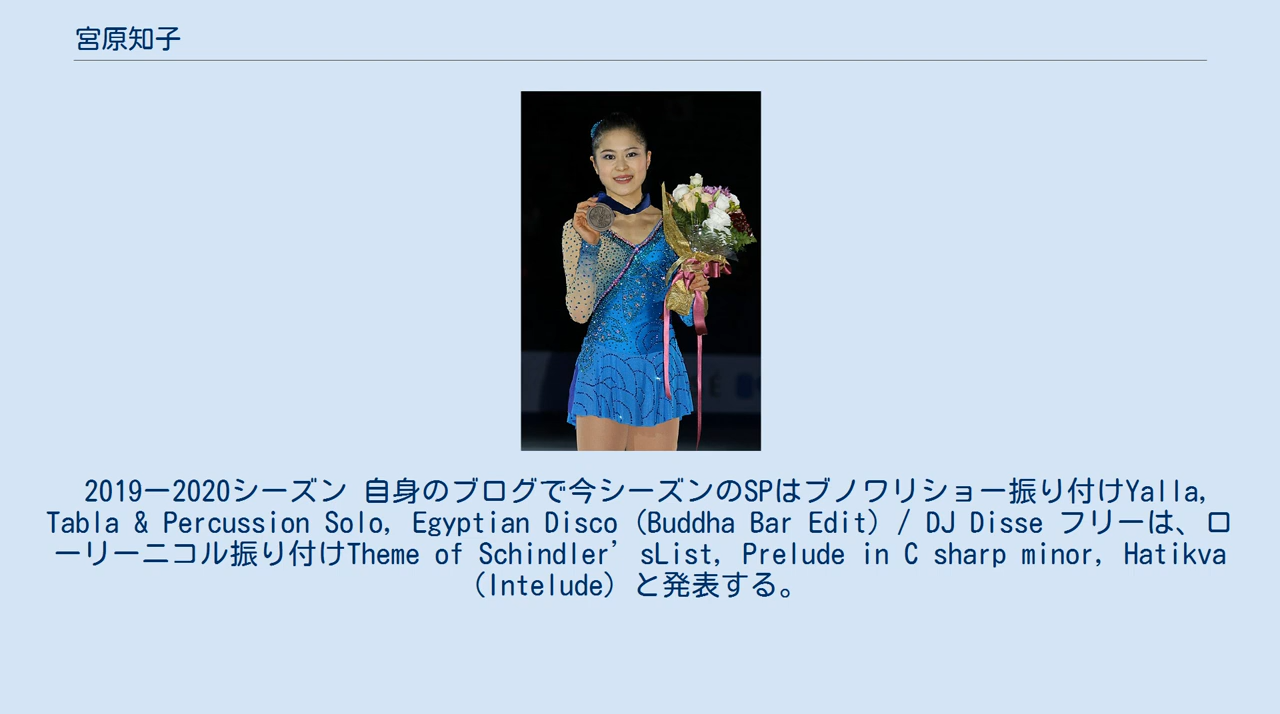 宮原知子
2019ー2020シーズン 自身のブログで今シーズンのSPはブノワリショー振り付けYalla,
Tabla & Percussion Solo, Egyptian Disco (Buddha Bar Edit) / DJ Disse フリーは、ロ
ーリーニコル振り付けTheme of Schindler’sList, Prelude in C sharp minor, Hatikva
(Intelude) と発表する。